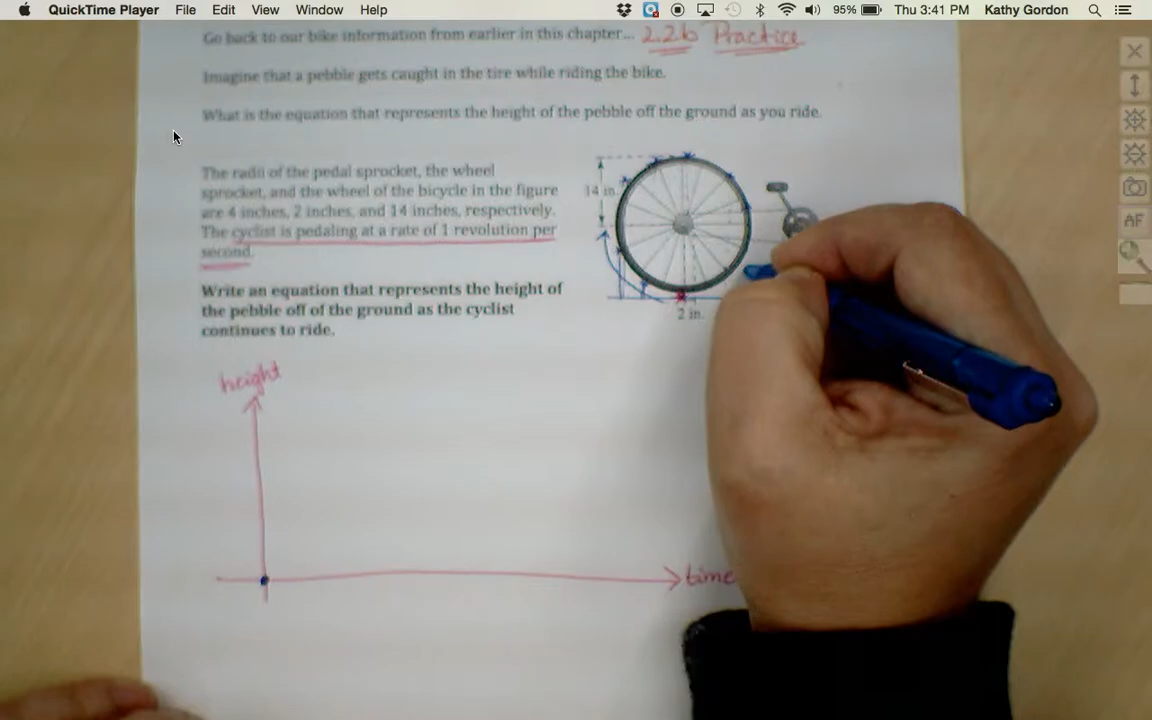 QuickTime Player File Edit View Window Help 95% Thu 3:41 PM Kathy Gordon
Go back to our bike information from earlier in this chapter... 2.2b Practice
Imagine that a pebble gets caught in the tire while riding the bike.
What is the equation that represents the height of the pebble off the ground as you ride.
The radii of the pedal sprocket, the wheel
sprocket, and the wheel of the bicycle in the figure
are 4 inches, 2 inches, and 14 inches, respectively.
The cyclist is pedaling at a rate of 1 revolution per
second.
14 in.
2 in.
Write an equation that represents the height of
the pebble off of the ground as the cyclist
continues to ride.
height
time
AF